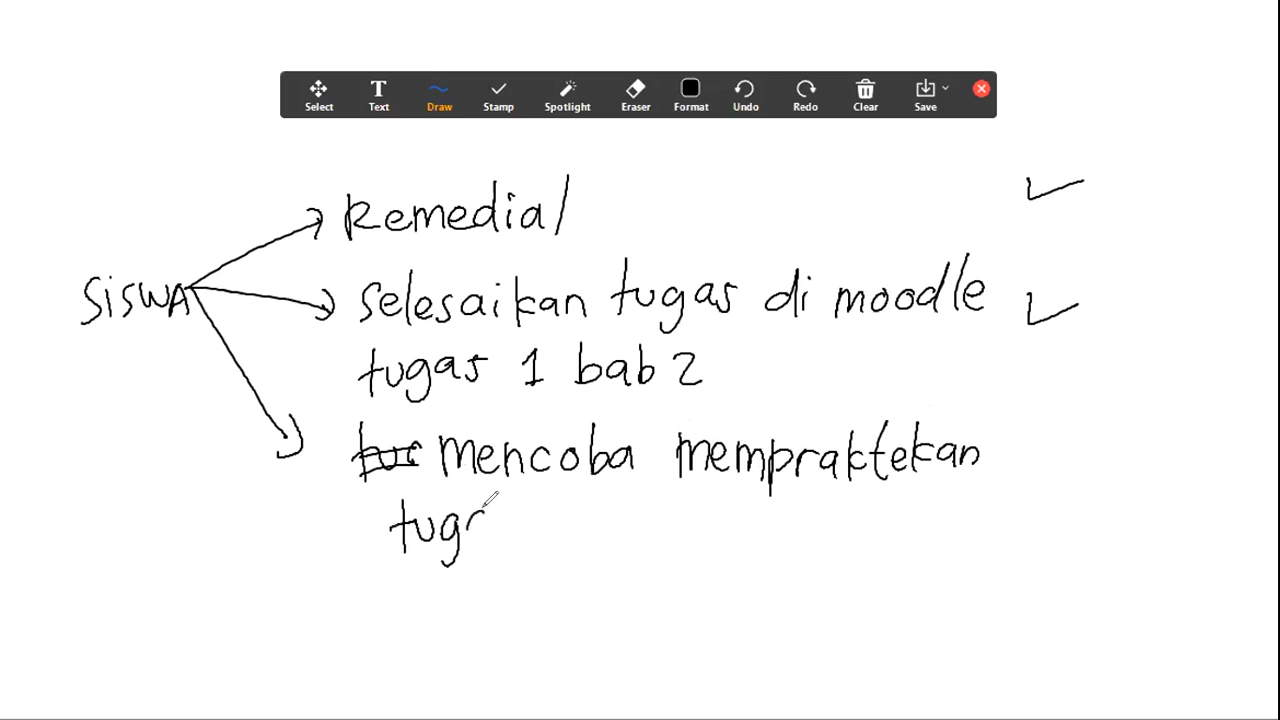 Select Text Draw Stamp Spotlight Eraser Format Undo Redo Clear Save
Remedial
SISWA
Selesaikan tugas di moodle
tugas 1 bab 2
mencoba mempraktekan